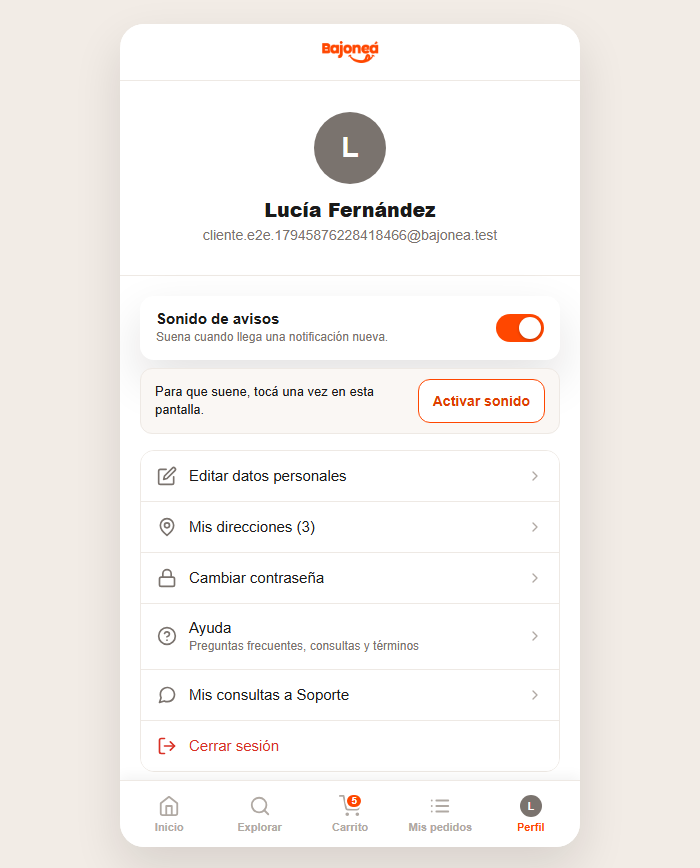 Bajoneá
L
Lucía Fernández
cliente.e2e.17945876228418466@bajonea.test
Sonido de avisos
Suena cuando llega una notificación nueva.
Para que suene, tocá una vez en esta
pantalla.
Activar sonido
Editar datos personales
Mis direcciones (3)
Cambiar contraseña
Ayuda
Preguntas frecuentes, consultas y términos
Mis consultas a Soporte
Cerrar sesión
5
L
Inicio
Explorar
Carrito
Mis pedidos
Perfil